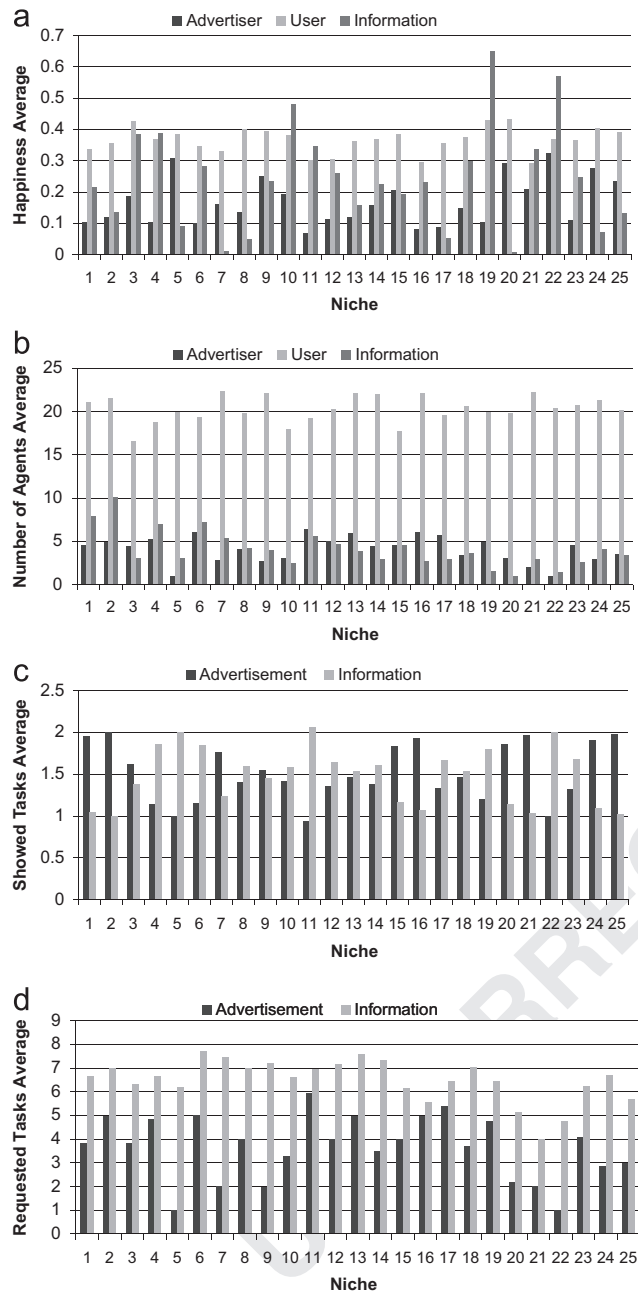 a
Advertiser User Information
Happiness Average
0.7
0.6
0.5
0.4
0.3
0.2
0.1
0
1 2 3 4 5 6 7 8 9 10 11 12 13 14 15 16 17 18 19 20 21 22 23 24 25
Niche
b
Advertiser User Information
Number of Agents Average
25
20
15
10
5
0
1 2 3 4 5 6 7 8 9 10 11 12 13 14 15 16 17 18 19 20 21 22 23 24 25
Niche
c
Advertisement Information
Showed Tasks Average
2.5
2
1.5
1
0.5
0
1 2 3 4 5 6 7 8 9 10 11 12 13 14 15 16 17 18 19 20 21 22 23 24 25
Niche
d
Advertisement Information
Requested Tasks Average
9
8
7
6
5
4
3
2
1
0
1 2 3 4 5 6 7 8 9 10 11 12 13 14 15 16 17 18 19 20 21 22 23 24 25
Niche